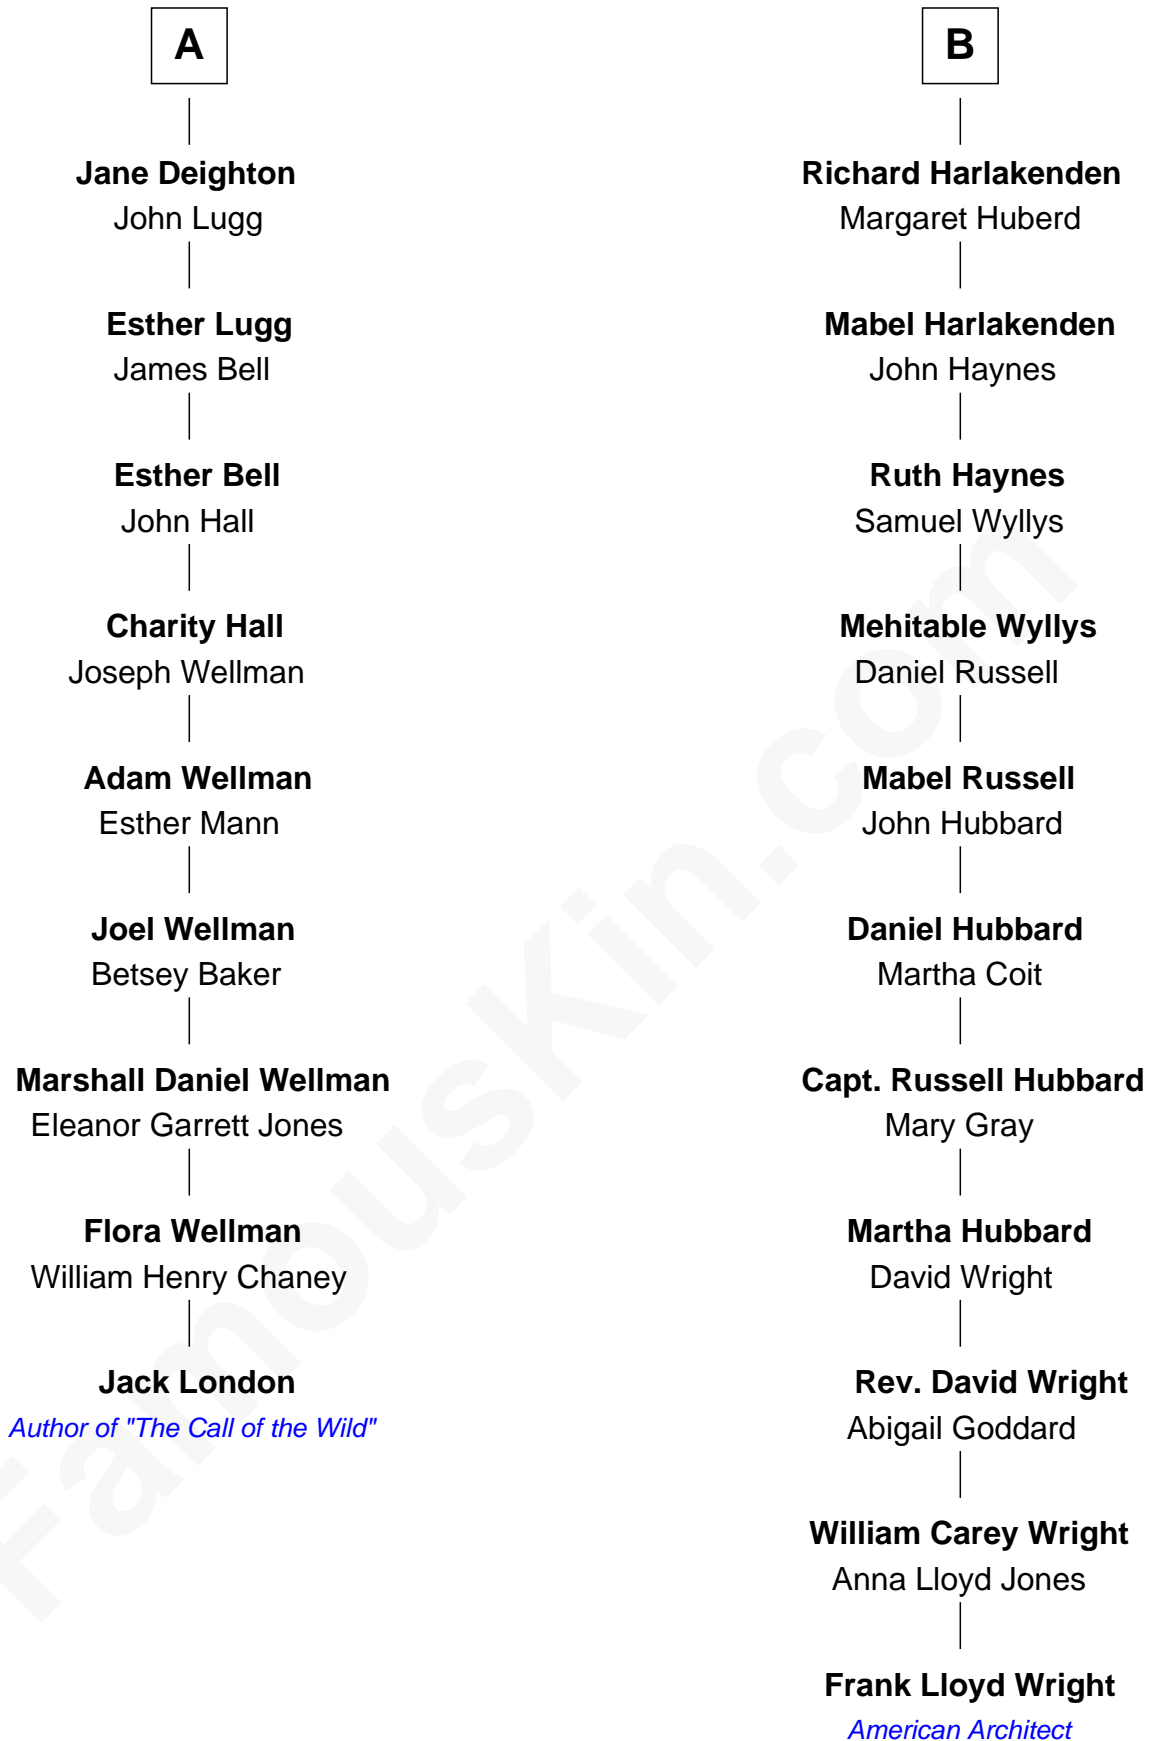 A
Jane Deighton
John Lugg
Esther Lugg
James Bell
Esther Bell
John Hall
Charity Hall
Joseph Wellman
Adam Wellman
Esther Mann
Joel Wellman
Betsey Baker
Marshall Daniel Wellman
Eleanor Garrett Jones
Flora Wellman
William Henry Chaney
Jack London
Author of "The Call of the Wild"
B
Richard Harlakenden
Margaret Huberd
Mabel Harlakenden
John Haynes
Ruth Haynes
Samuel Wyllys
Mehitable Wyllys
Daniel Russell
Mabel Russell
John Hubbard
Daniel Hubbard
Martha Coit
Capt. Russell Hubbard
Mary Gray
Martha Hubbard
David Wright
Rev. David Wright
Abigail Goddard
William Carey Wright
Anna Lloyd Jones
Frank Lloyd Wright
American Architect
FamousKin.com